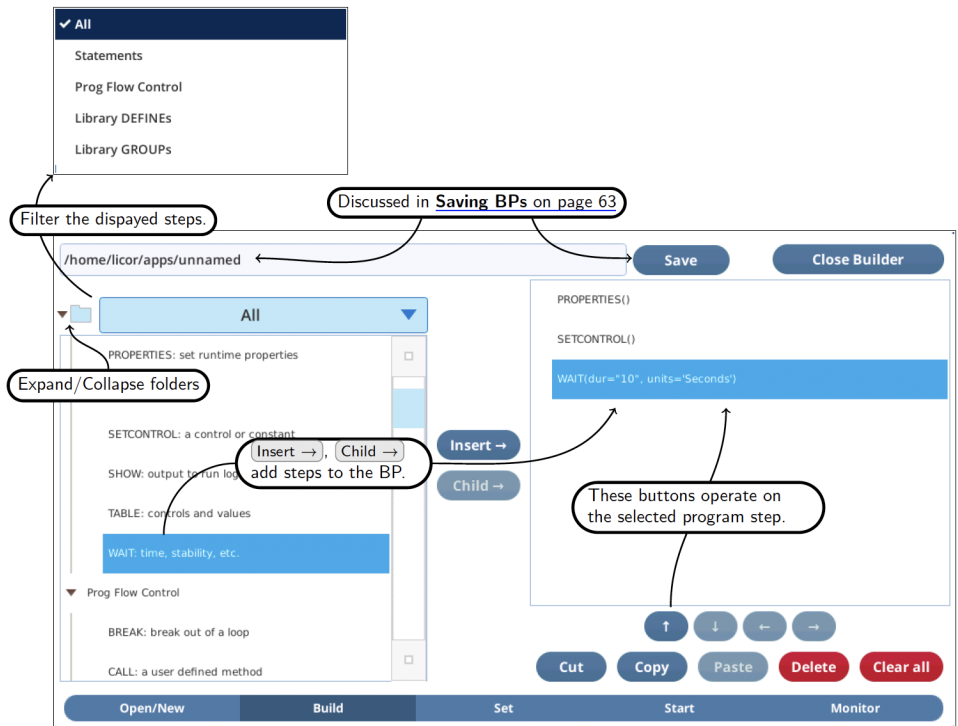 ✔ All
Statements
Prog Flow Control
Library DEFINEs
Library GROUPs
Filter the dispayed steps.
Discussed in Saving BPs on page 63
/home/licor/apps/unnamed
Save
Close Builder
All
PROPERTIES()
PROPERTIES: set runtime properties
SETCONTROL()
Expand/Collapse folders
WAIT(dur="10", units='Seconds')
SETCONTROL: a control or constant
Insert →
Insert →, Child →
add steps to the BP.
SHOW: output to run log
Child →
These buttons operate on
the selected program step.
TABLE: controls and values
WAIT: time, stability, etc.
Prog Flow Control
BREAK: break out of a loop
↑ ↓ ← →
CALL: a user defined method
Cut Copy Paste Delete Clear all
Open/New Build Set Start Monitor